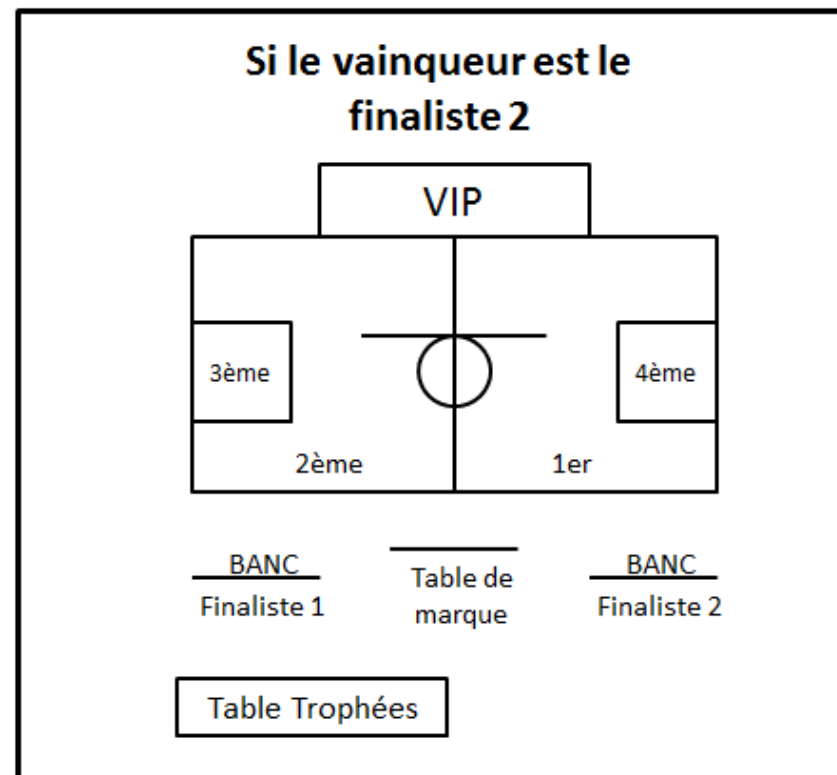 Si le vainqueur est le
finaliste 2
VIP
3ème
4ème
2ème
1er
BANC
Finaliste 1
Table de
marque
BANC
Finaliste 2
Table Trophées